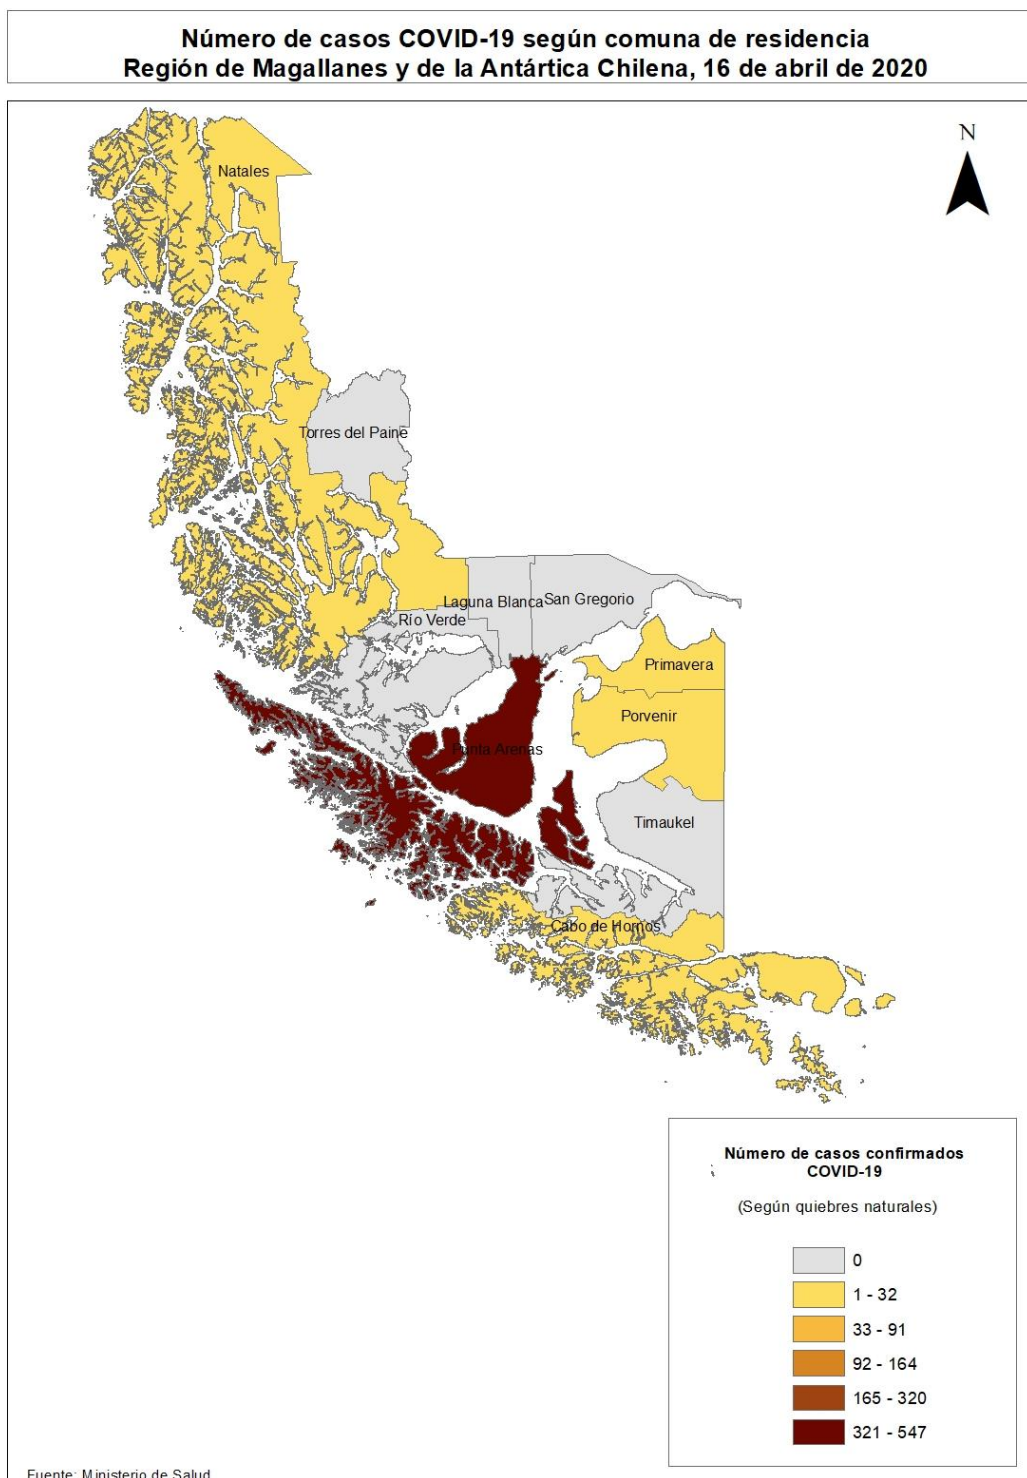 Número de casos COVID-19 según comuna de residencia
Región de Magallanes y de la Antártica Chilena, 16 de abril de 2020
N
Natales
Torres del Paine
Laguna Blanca
San Gregorio
Río Verde
Primavera
Porvenir
Punta Arenas
Timaukel
Cabo de Hornos
Número de casos confirmados
COVID-19
(Según quiebres naturales)
0
1 - 32
33 - 91
92 - 164
165 - 320
321 - 547
Fuente: Ministerio de Salud